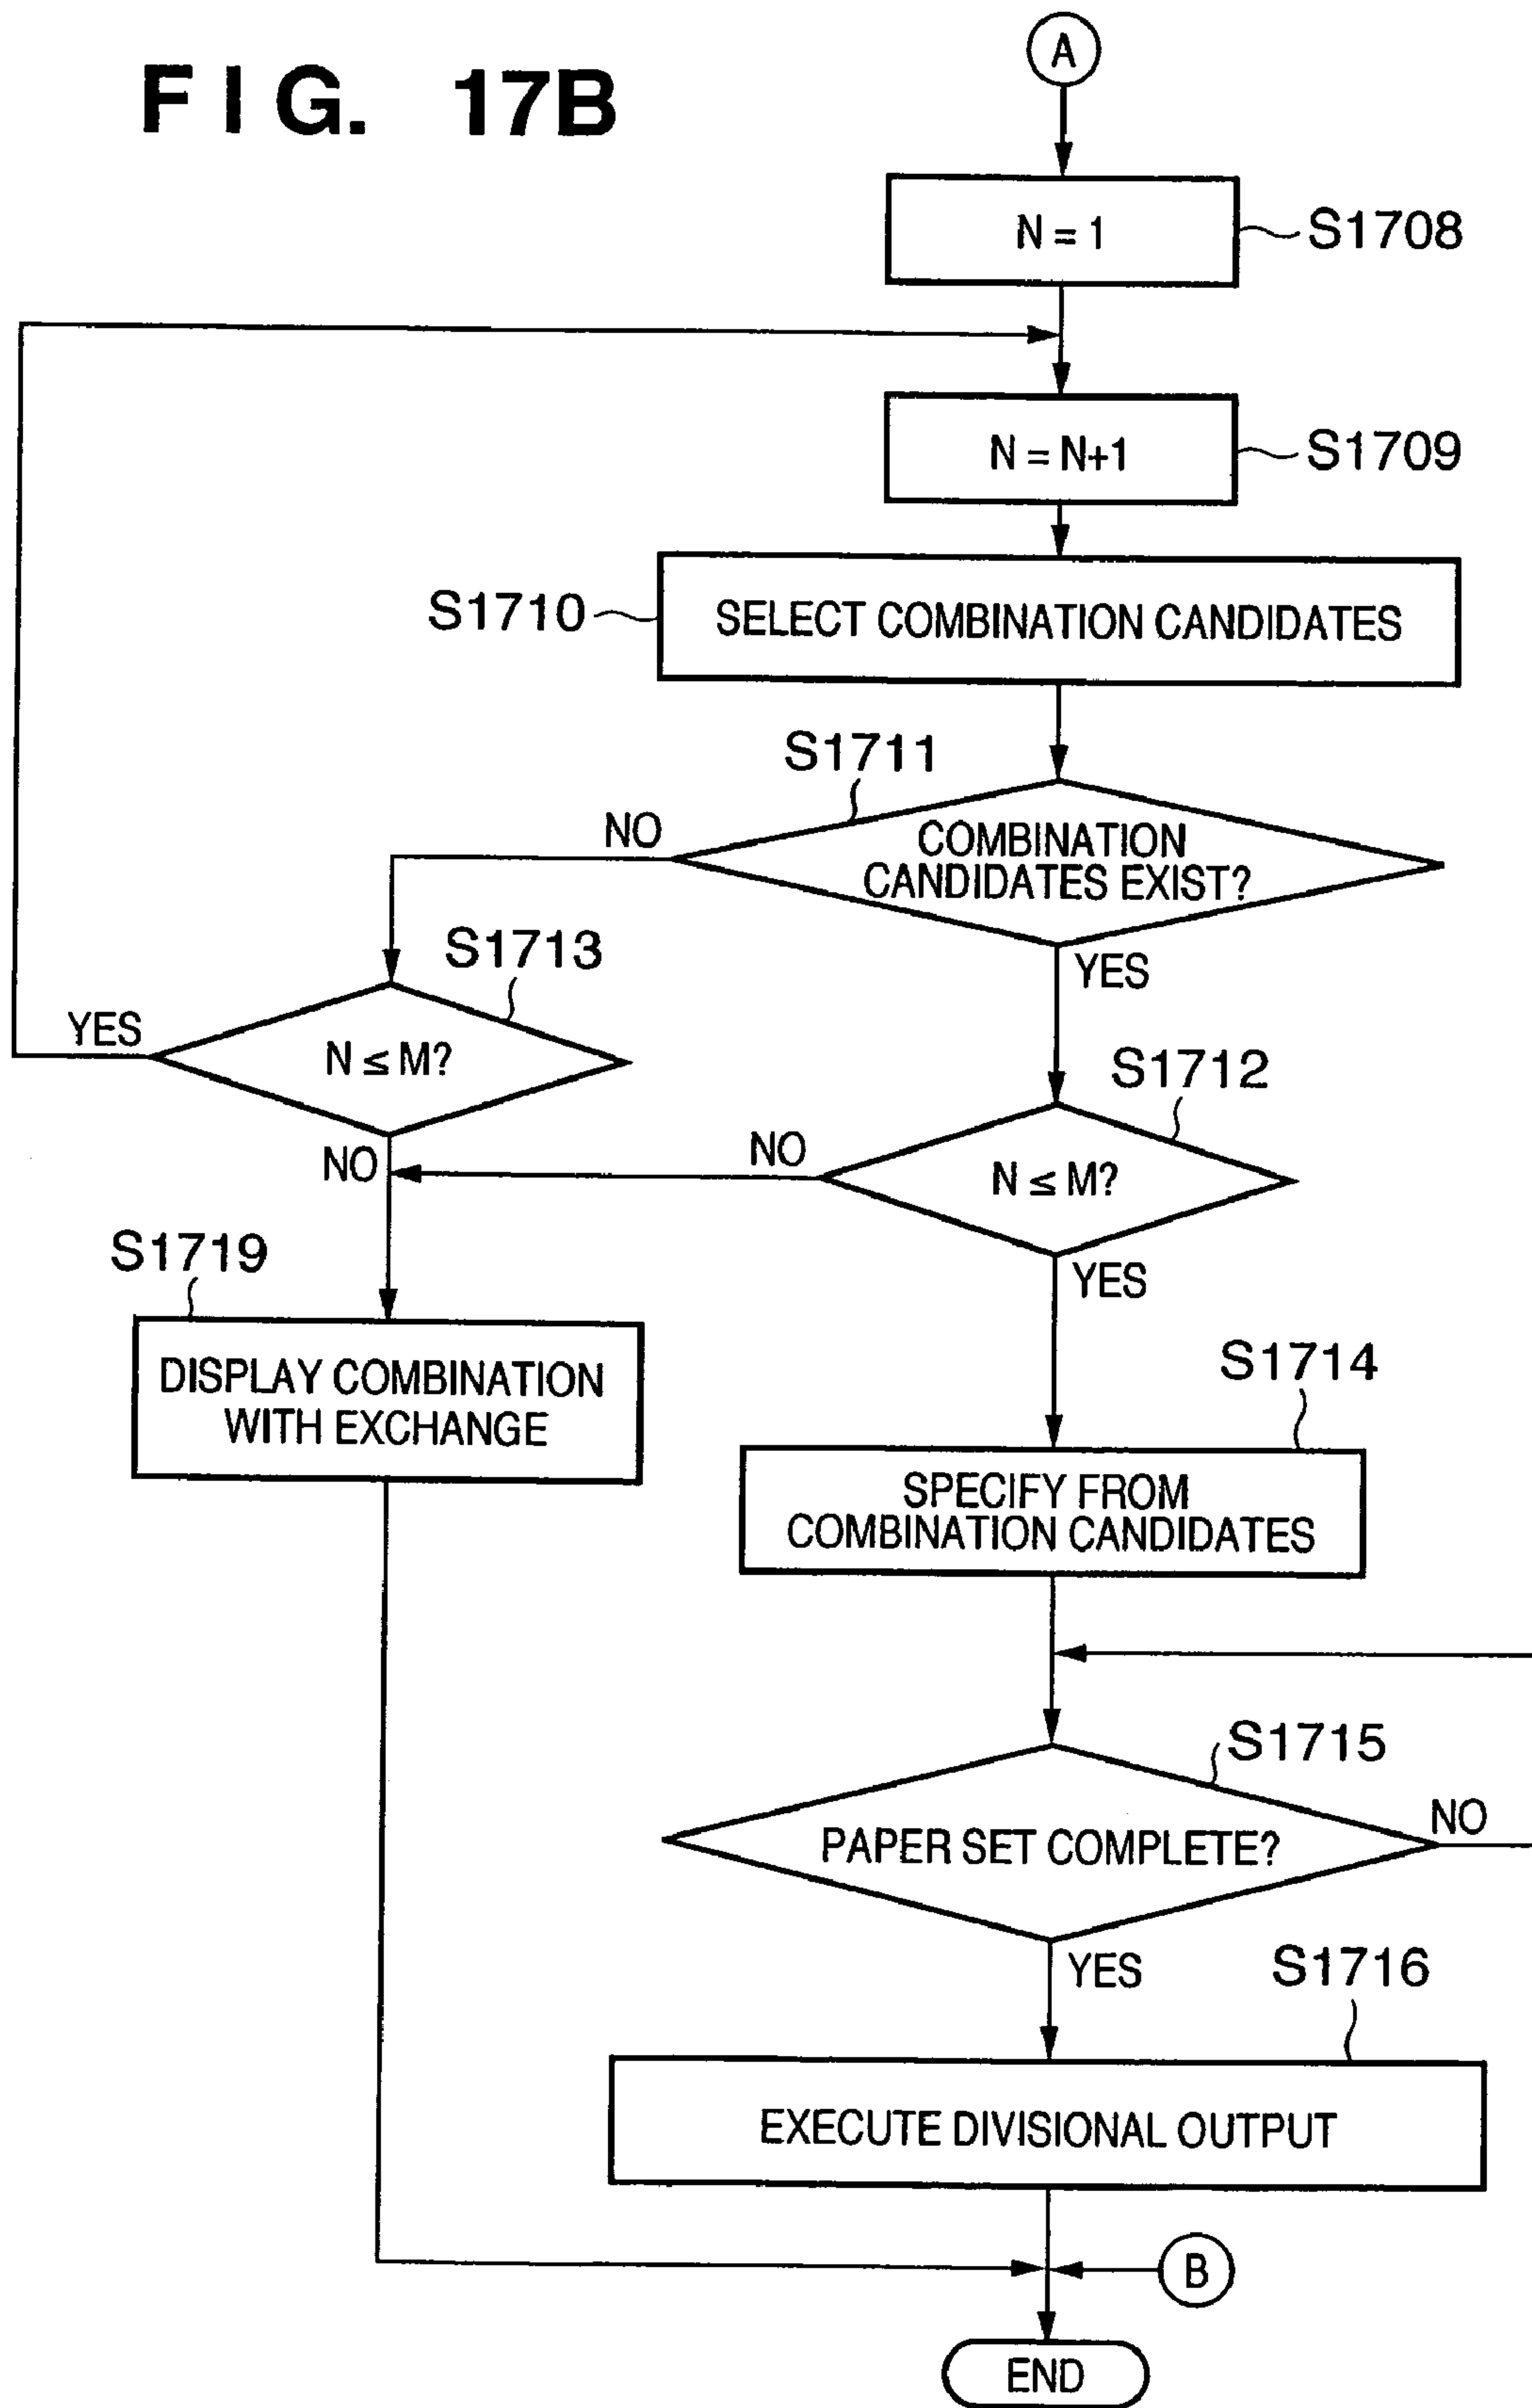 FIG. 17B
A
N = 1
S1708
N = N+1
S1709
S1710
SELECT COMBINATION CANDIDATES
S1711
NO
COMBINATION
CANDIDATES EXIST?
YES
S1713
YES
N ≤ M?
NO
S1712
NO
N ≤ M?
YES
S1719
DISPLAY COMBINATION
WITH EXCHANGE
S1714
SPECIFY FROM
COMBINATION CANDIDATES
S1715
PAPER SET COMPLETE?
NO
YES
S1716
EXECUTE DIVISIONAL OUTPUT
B
END